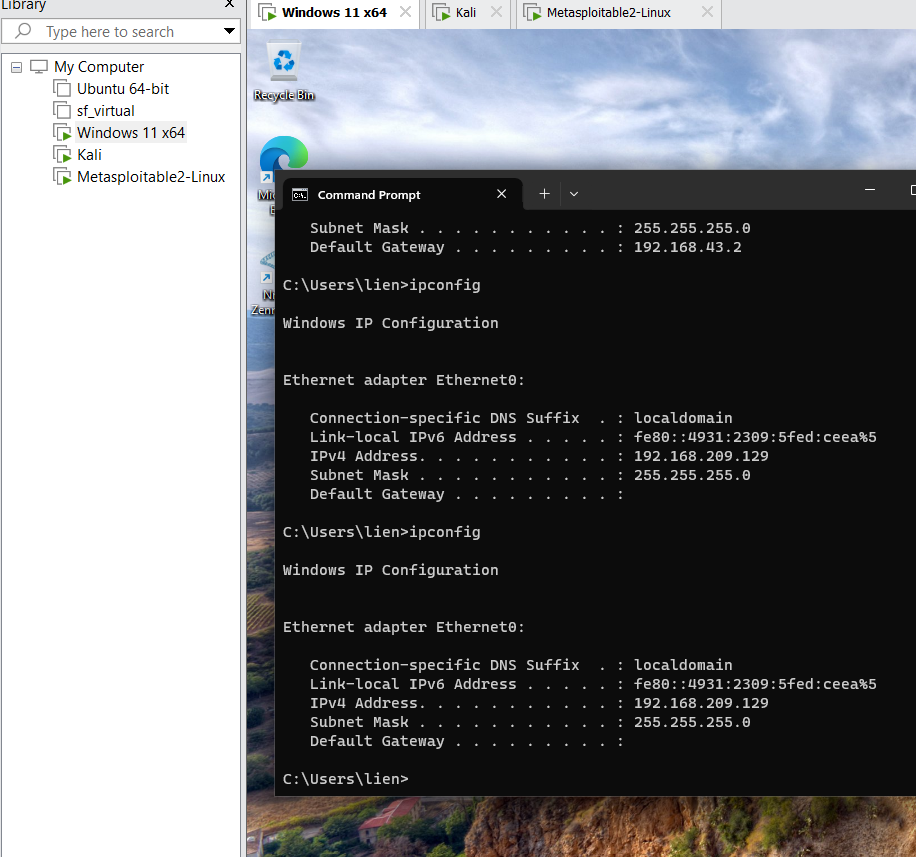 Library
Windows 11 x64
Kali
Metasploitable2-Linux
Type here to search
My Computer
Ubuntu 64-bit
sf_virtual
Windows 11 x64
Kali
Metasploitable2-Linux
Recycle Bin
Command Prompt
Subnet Mask . . . . . . . . . . . : 255.255.255.0
Default Gateway . . . . . . . . . : 192.168.43.2
C:\Users\lien>ipconfig
Windows IP Configuration
Ethernet adapter Ethernet0:
Connection-specific DNS Suffix  . : localdomain
Link-local IPv6 Address . . . . . : fe80::4931:2309:5fed:ceea%5
IPv4 Address. . . . . . . . . . . : 192.168.209.129
Subnet Mask . . . . . . . . . . . : 255.255.255.0
Default Gateway . . . . . . . . . :
C:\Users\lien>ipconfig
Windows IP Configuration
Ethernet adapter Ethernet0:
Connection-specific DNS Suffix  . : localdomain
Link-local IPv6 Address . . . . . : fe80::4931:2309:5fed:ceea%5
IPv4 Address. . . . . . . . . . . : 192.168.209.129
Subnet Mask . . . . . . . . . . . : 255.255.255.0
Default Gateway . . . . . . . . . :
C:\Users\lien>